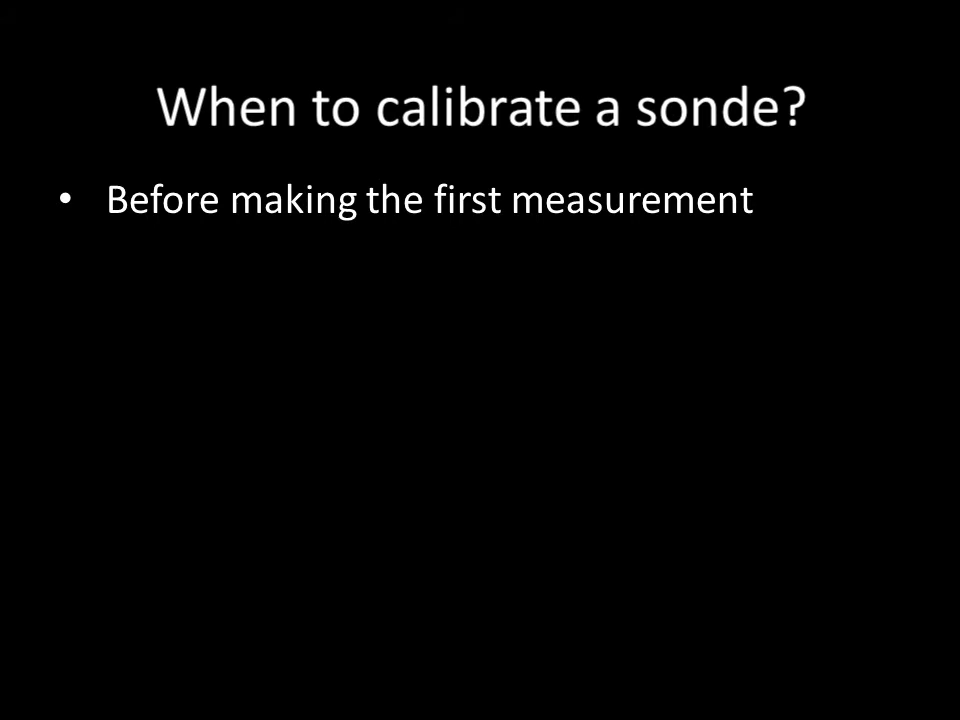 When to calibrate a sonde?
• Before making the first measurement